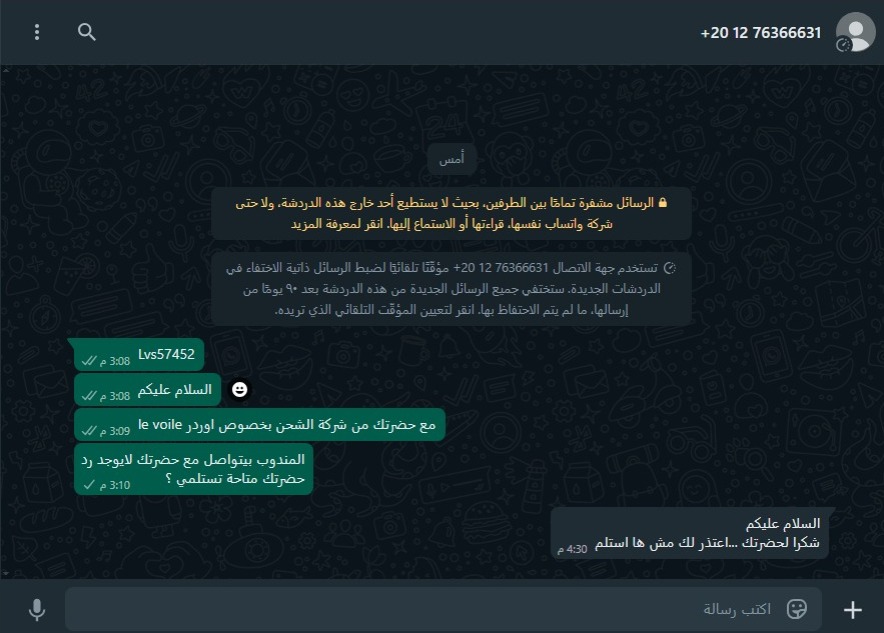 +20 12 76366631
أمس
الرسائل مشفرة تمامًا بين الطرفين، بحيث لا يستطيع أحد خارج هذه الدردشة، ولا حتى
شركة واتساب نفسها، قراءتها أو الاستماع إليها. انقر لمعرفة المزيد
تستخدم جهة الاتصال ‎+20 12 76366631 مؤقّتًا تلقائيًا لضبط الرسائل ذاتية الاختفاء في
الدردشات الجديدة. ستختفي جميع الرسائل الجديدة من هذه الدردشة بعد ٩٠ يومًا من
إرسالها، ما لم يتم الاحتفاظ بها. انقر لتعيين المؤقّت التلقائي الذي تريده.
Lvs57452 3:08 م
السلام عليكم 3:08 م
مع حضرتك من شركة الشحن بخصوص اوردر le voile 3:09 م
المندوب بيتواصل مع حضرتك لايوجد رد
حضرتك متاحة تستلمي ؟ 3:10 م
السلام عليكم
شكرا لحضرتك ...اعتذر لك مش ها استلم 4:30 م
اكتب رسالة